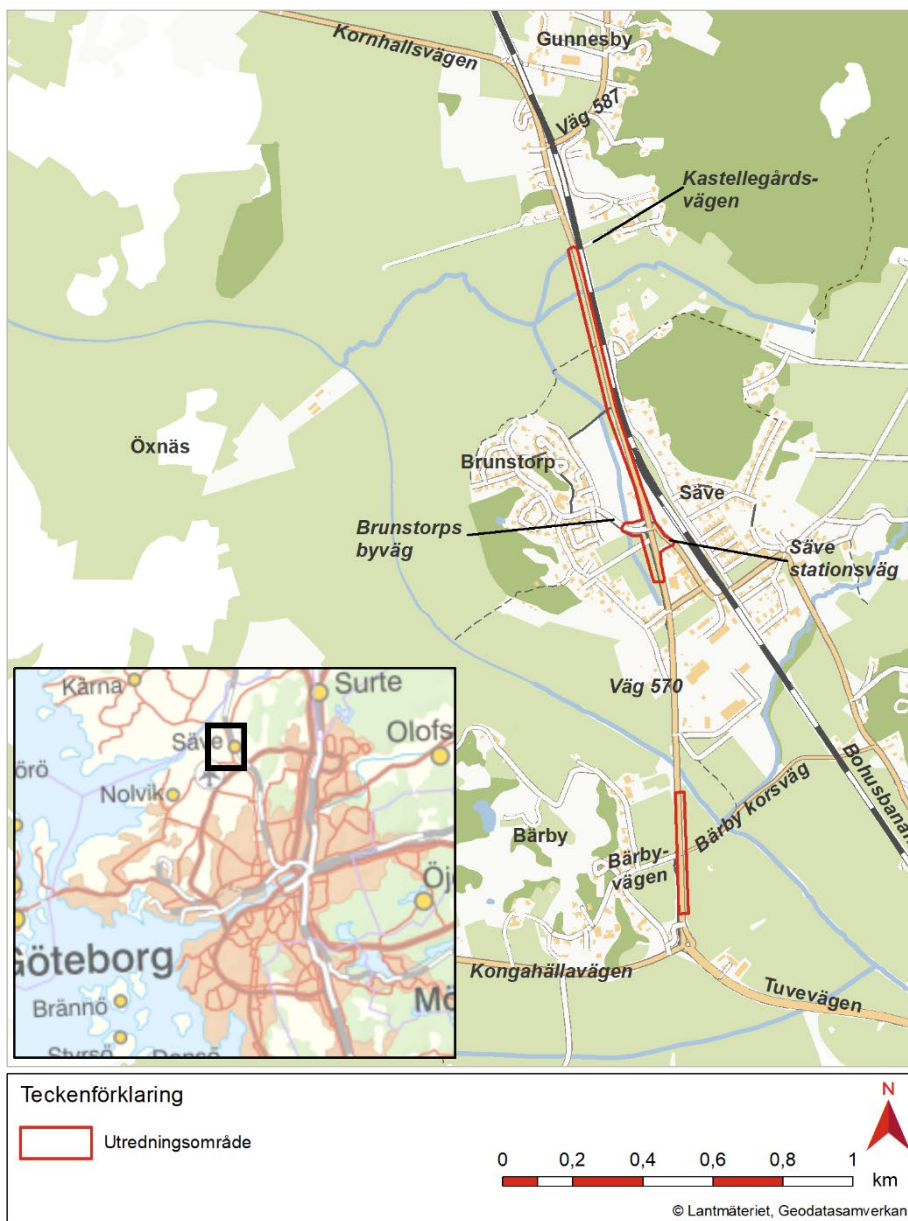 Kornhallsvägen
Gunnesby
Väg 587
Kastellegårds-
vägen
Öxnäs
Brunstorp
Säve
Brunstorps
byväg
Säve
stationsväg
Väg 570
Bärby
Bärby-
vägen
Bärby korsväg
Bohusbanan
Kongahällavägen
Tuvevägen
Kärna
Surte
Säve
Olofs
Nolvik
Öj
Göteborg
Brännö
Mö
Styrsö
Teckenförklaring
Utredningsområde
N
0 0,2 0,4 0,6 0,8 1
km
© Lantmäteriet, Geodatasamverkan